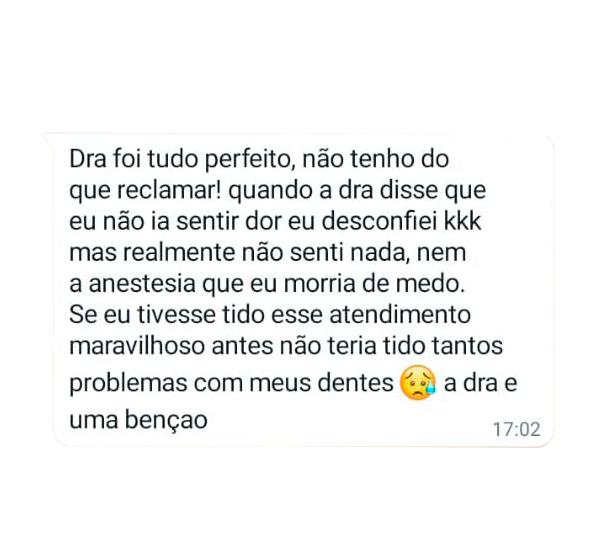 Dra foi tudo perfeito, não tenho do
que reclamar! quando a dra disse que
eu não ia sentir dor eu desconfiei kkk
mas realmente não senti nada, nem
a anestesia que eu morria de medo.
Se eu tivesse tido esse atendimento
maravilhoso antes não teria tido tantos
problemas com meus dentes 😥 a dra e
uma bençao
17:02